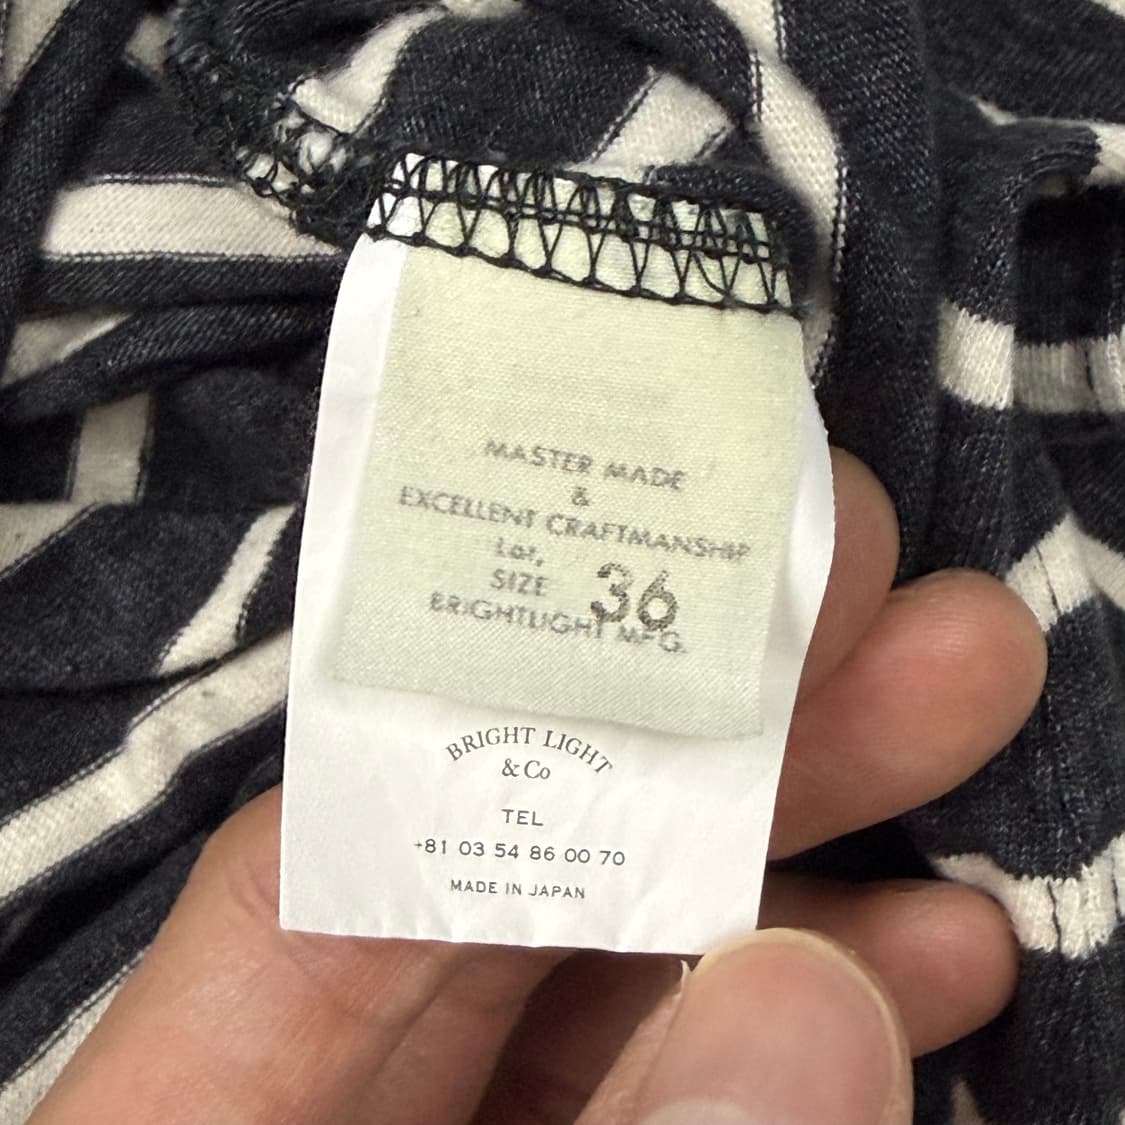 MASTER MADE
&
EXCELLENT CRAFTMANSHIP
Lot,
SIZE 36
BRIGHTLIGHT MFG.
BRIGHT LIGHT
& Co
TEL
+81 03 54 86 00 70
MADE IN JAPAN